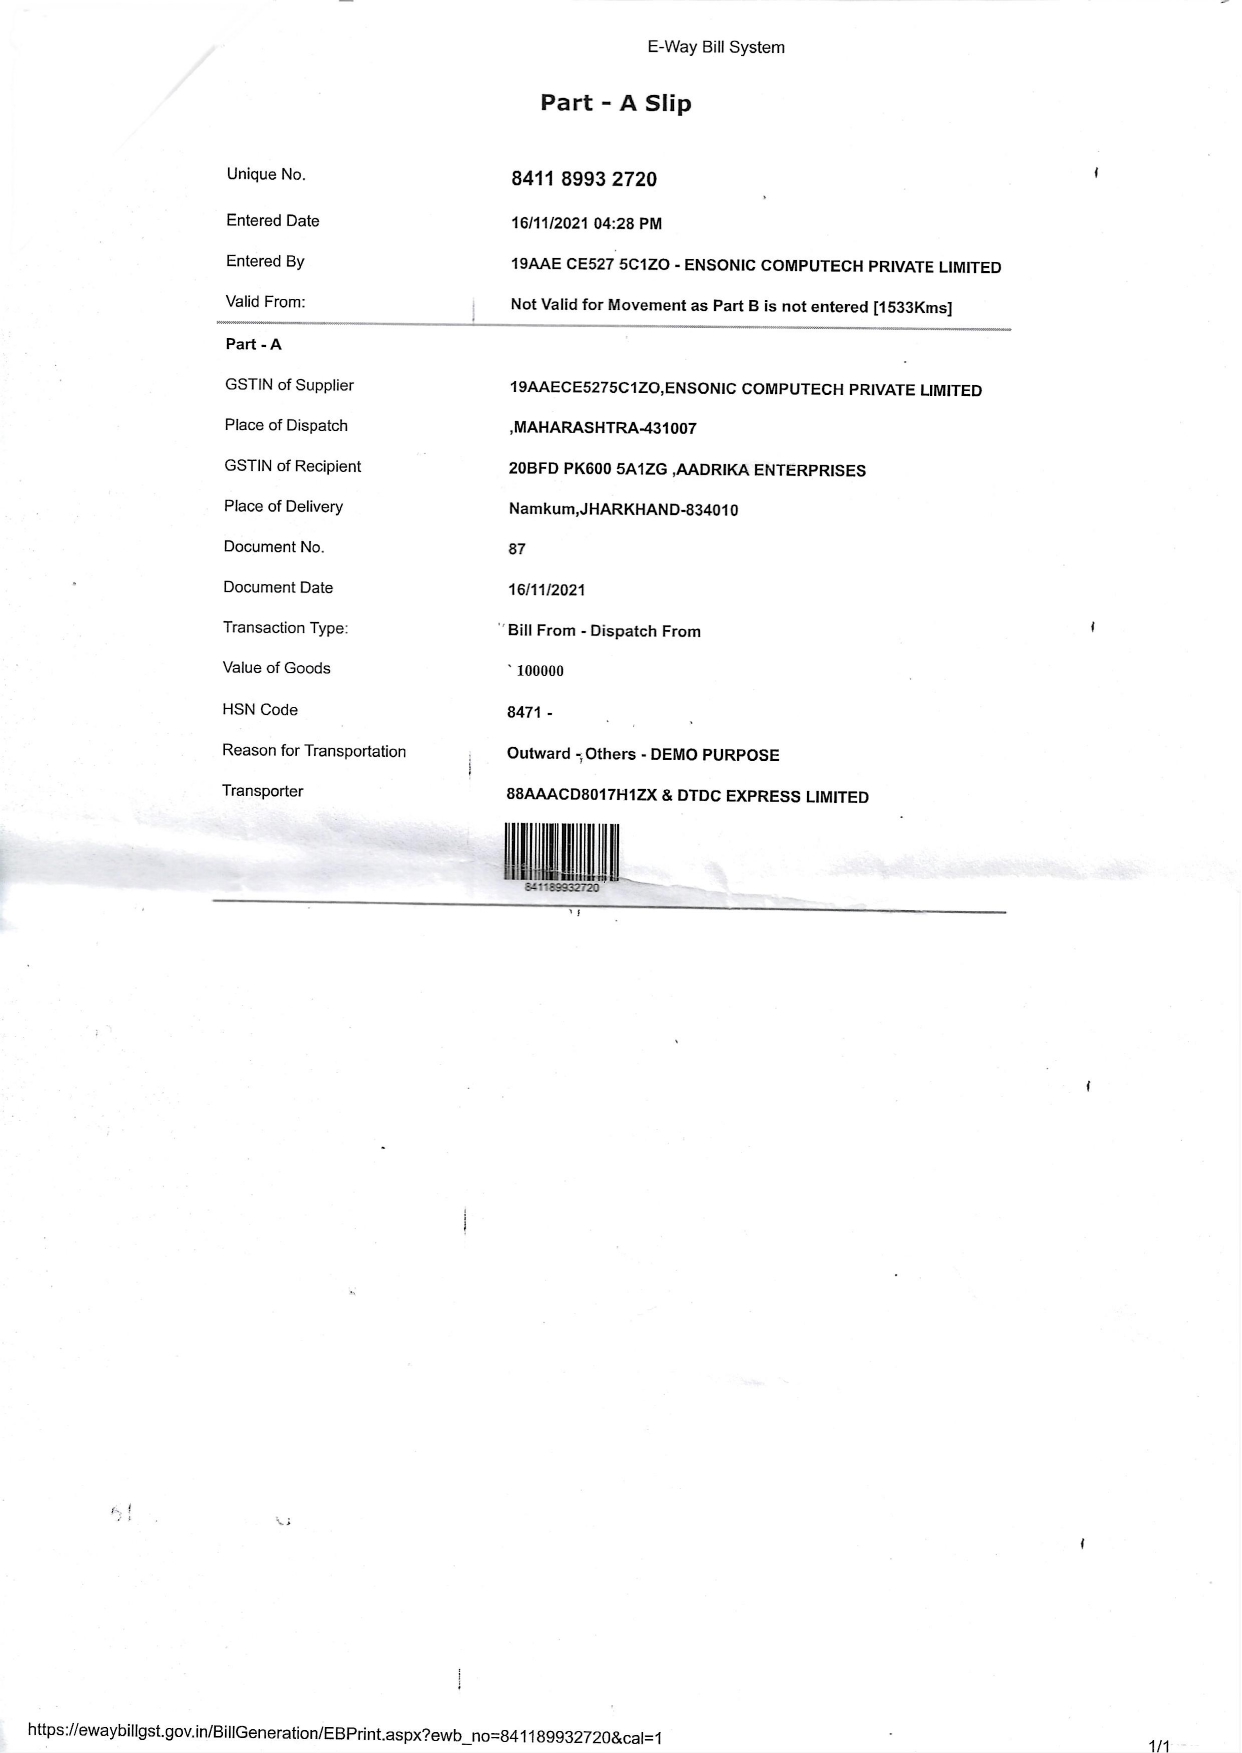 E-Way Bill System
Part - A Slip
Unique No. 8411 8993 2720
Entered Date 16/11/2021 04:28 PM
Entered By 19AAE CE527 5C1ZO - ENSONIC COMPUTECH PRIVATE LIMITED
Valid From: Not Valid for Movement as Part B is not entered [1533Kms]
Part - A
GSTIN of Supplier 19AAECE5275C1ZO,ENSONIC COMPUTECH PRIVATE LIMITED
Place of Dispatch ,MAHARASHTRA-431007
GSTIN of Recipient 20BFD PK600 5A1ZG ,AADRIKA ENTERPRISES
Place of Delivery Namkum,JHARKHAND-834010
Document No. 87
Document Date 16/11/2021
Transaction Type: Bill From - Dispatch From
Value of Goods ` 100000
HSN Code 8471 -
Reason for Transportation Outward - Others - DEMO PURPOSE
Transporter 88AAACD8017H1ZX & DTDC EXPRESS LIMITED
841189932720
https://ewaybillgst.gov.in/BillGeneration/EBPrint.aspx?ewb_no=841189932720&cal=1
1/1